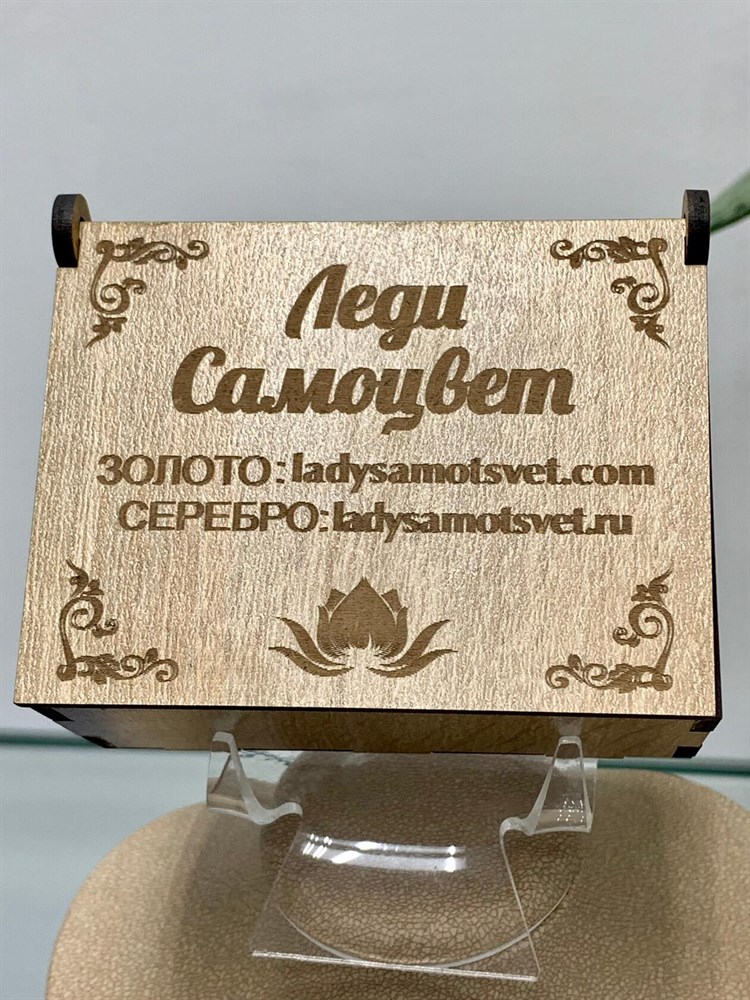 Леди
Самоцвет
ЗОЛОТО: ladysamotsvet.com
СЕРЕБРО: ladysamotsvet.ru